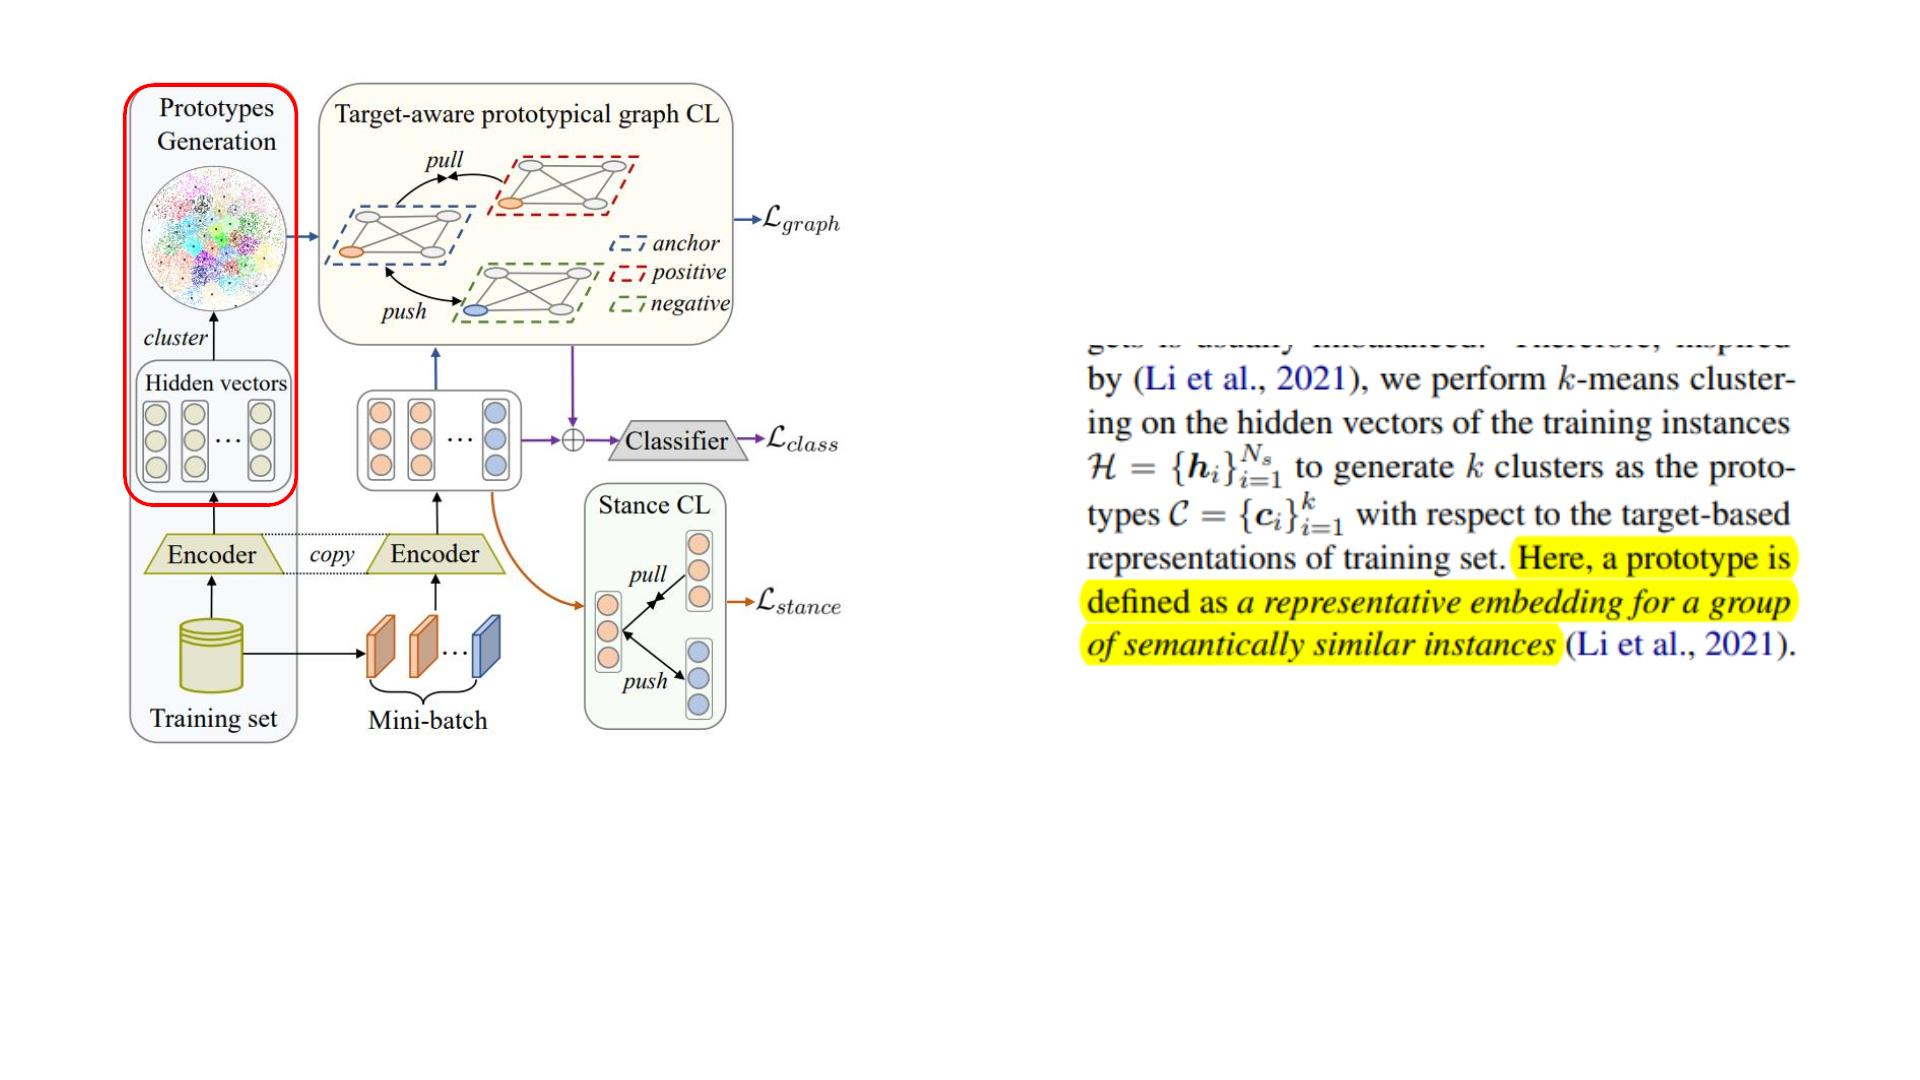 Prototypes
Generation
cluster
Hidden vectors
...
Encoder
Training set
Target-aware prototypical graph CL
pull
push
anchor
positive
negative
ℒgraph
...
Classifier
ℒclass
copy
Encoder
...
Mini-batch
Stance CL
pull
push
ℒstance
by (Li et al., 2021), we perform k-means cluster-
ing on the hidden vectors of the training instances
ℋ = {𝒉ᵢ}ᵢ₌₁^{Nₛ} to generate k clusters as the proto-
types 𝒞 = {𝒄ᵢ}ᵢ₌₁^{k} with respect to the target-based
representations of training set. Here, a prototype is
defined as a representative embedding for a group
of semantically similar instances (Li et al., 2021).